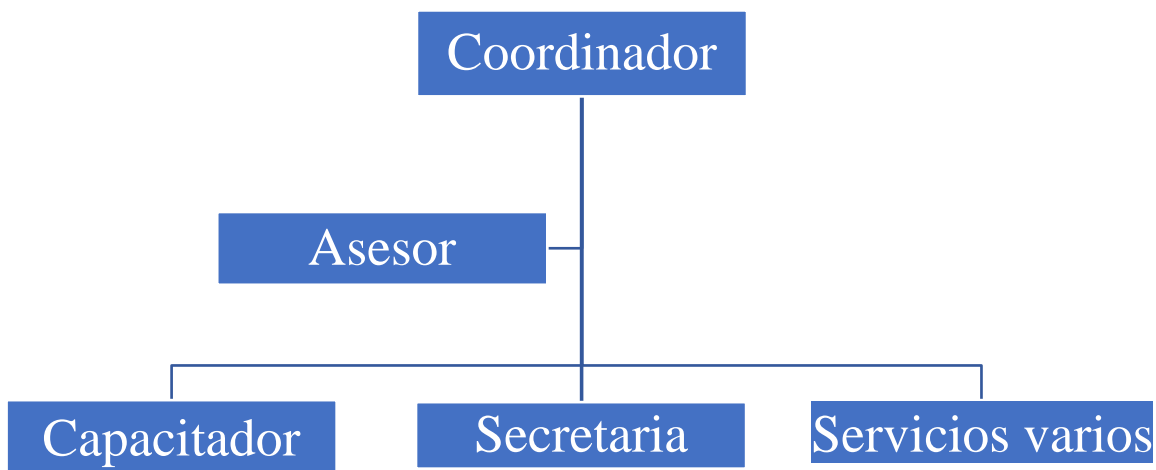 Coordinador
Asesor
Capacitador
Secretaria
Servicios varios